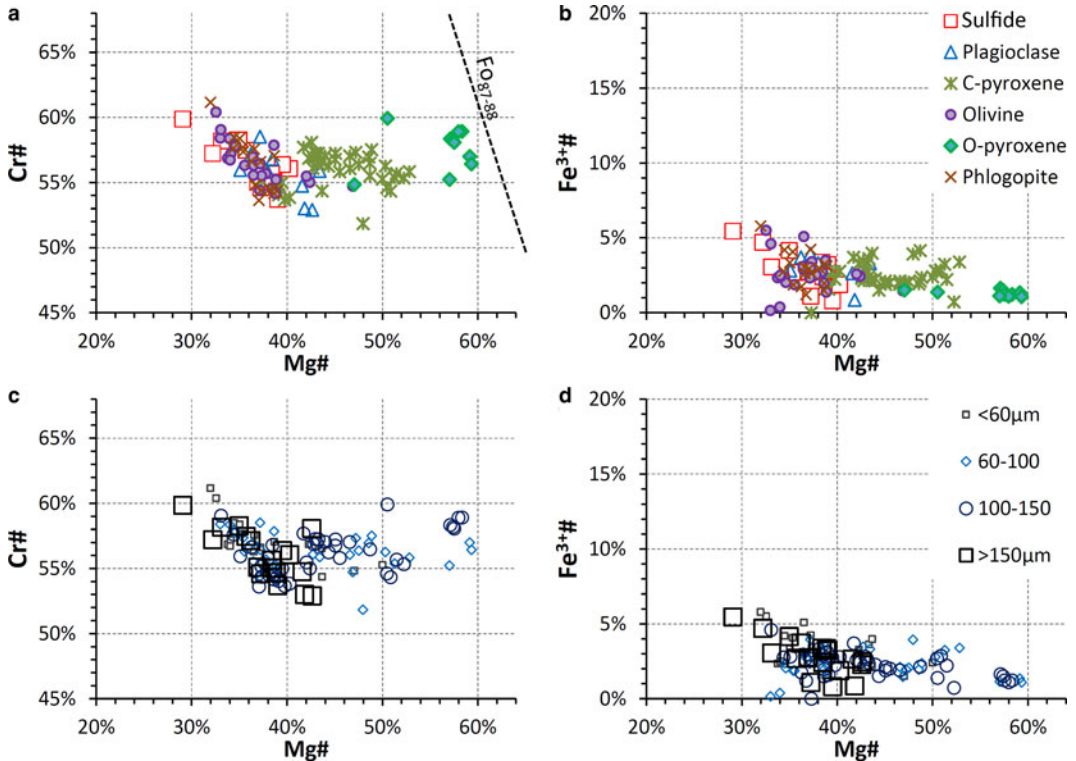 a
65%
60%
55%
50%
45%
Cr#
20% 30% 40% 50% 60%
Mg#
Fo87-88
b
20%
15%
10%
5%
0%
Fe3+#
20% 30% 40% 50% 60%
Mg#
Sulfide
Plagioclase
C-pyroxene
Olivine
O-pyroxene
Phlogopite
c
65%
60%
55%
50%
45%
Cr#
20% 30% 40% 50% 60%
Mg#
d
20%
15%
10%
5%
0%
Fe3+#
20% 30% 40% 50% 60%
Mg#
<60µm
60-100
100-150
>150µm